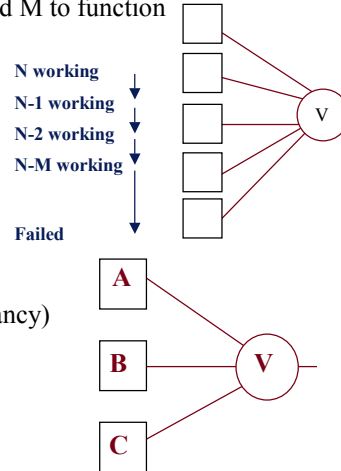 d M to function
N working
N-1 working
N-2 working
N-M working
Failed
V
A
ancy)
B
V
C